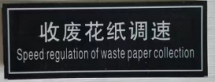 收废花纸调速
Speed regulation of waste paper collection